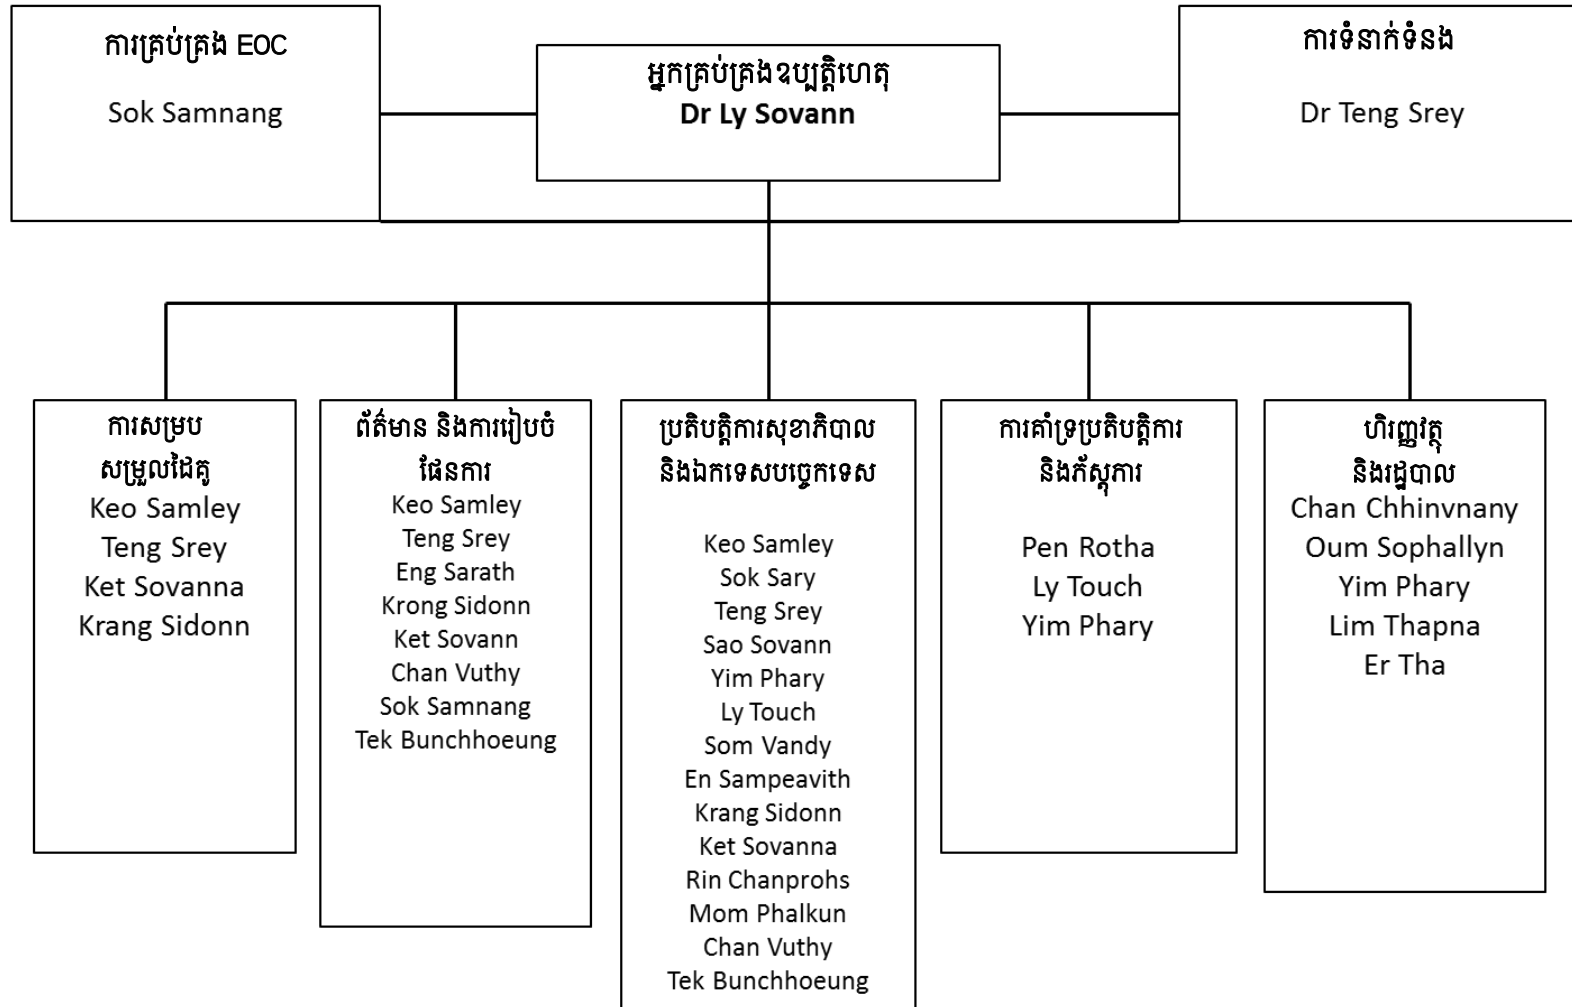 ការគ្រប់គ្រង EOC
Sok Samnang
អ្នកគ្រប់គ្រងឧប្បត្តិហេតុ
Dr Ly Sovann
ការទំនាក់ទំនង
Dr Teng Srey
ការសម្រប
សម្រួលដៃគូ
Keo Samley
Teng Srey
Ket Sovanna
Krang Sidonn
ព័ត៌មាន និងការរៀបចំ
ផែនការ
Keo Samley
Teng Srey
Eng Sarath
Krong Sidonn
Ket Sovann
Chan Vuthy
Sok Samnang
Tek Bunchhoeung
ប្រតិបត្តិការសុខាភិបាល
និងឯកទេសបច្ចេកទេស
Keo Samley
Sok Sary
Teng Srey
Sao Sovann
Yim Phary
Ly Touch
Som Vandy
En Sampeavith
Krang Sidonn
Ket Sovanna
Rin Chanprohs
Mom Phalkun
Chan Vuthy
Tek Bunchhoeung
ការគាំទ្រប្រតិបត្តិការ
និងភ័ស្តុភារ
Pen Rotha
Ly Touch
Yim Phary
ហិរញ្ញវត្ថុ
និងរដ្ឋបាល
Chan Chhinvnany
Oum Sophallyn
Yim Phary
Lim Thapna
Er Tha